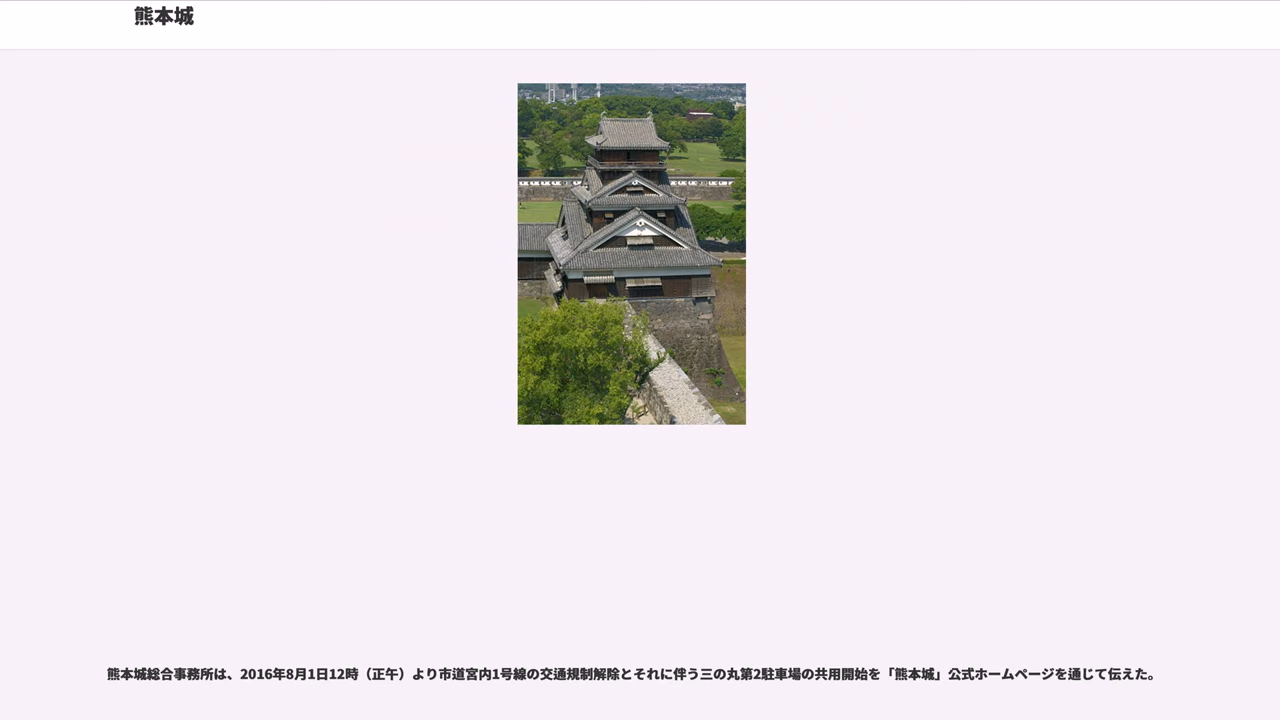 熊本城
熊本城総合事務所は、2016年8月1日12時（正午）より市道宮内1号線の交通規制解除とそれに伴う三の丸第2駐車場の共用開始を「熊本城」公式ホームページを通じて伝えた。